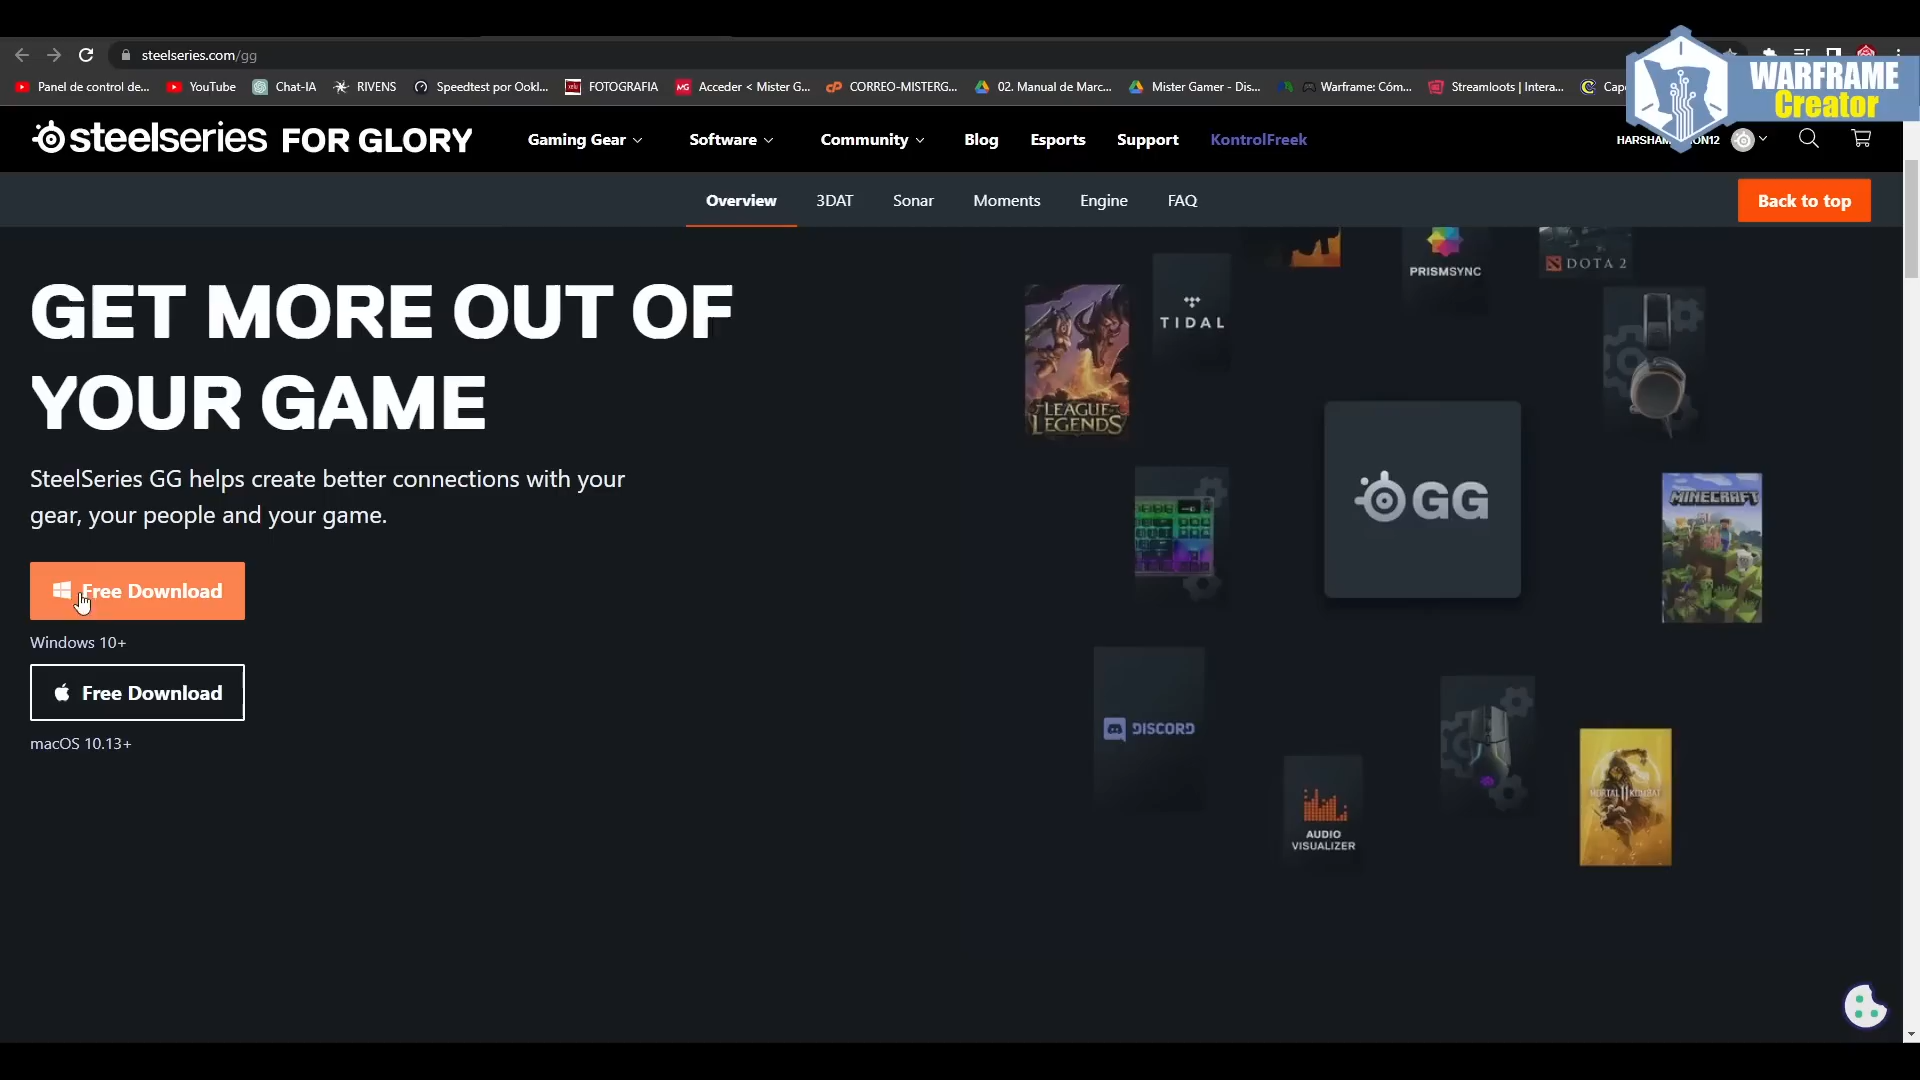 steelseries.com/gg
Panel de control de... YouTube Chat-IA RIVENS Speedtest por Ookl... FOTOGRAFIA Acceder < Mister G... CORREO-MISTERG... 02. Manual de Marc... Mister Gamer - Dis... Warframe: Cóm... Streamloots | Intera...
WARFRAME
Creator
steelseries FOR GLORY Gaming Gear Software Community Blog Esports Support KontrolFreek
Overview 3DAT Sonar Moments Engine FAQ Back to top
GET MORE OUT OF
YOUR GAME
SteelSeries GG helps create better connections with your
gear, your people and your game.
Free Download
Windows 10+
Free Download
macOS 10.13+
PRISMSYNC
DOTA 2
TIDAL
LEAGUE OF
LEGENDS
GG
MINECRAFT
DISCORD
AUDIO
VISUALIZER
MORTAL KOMBAT 11